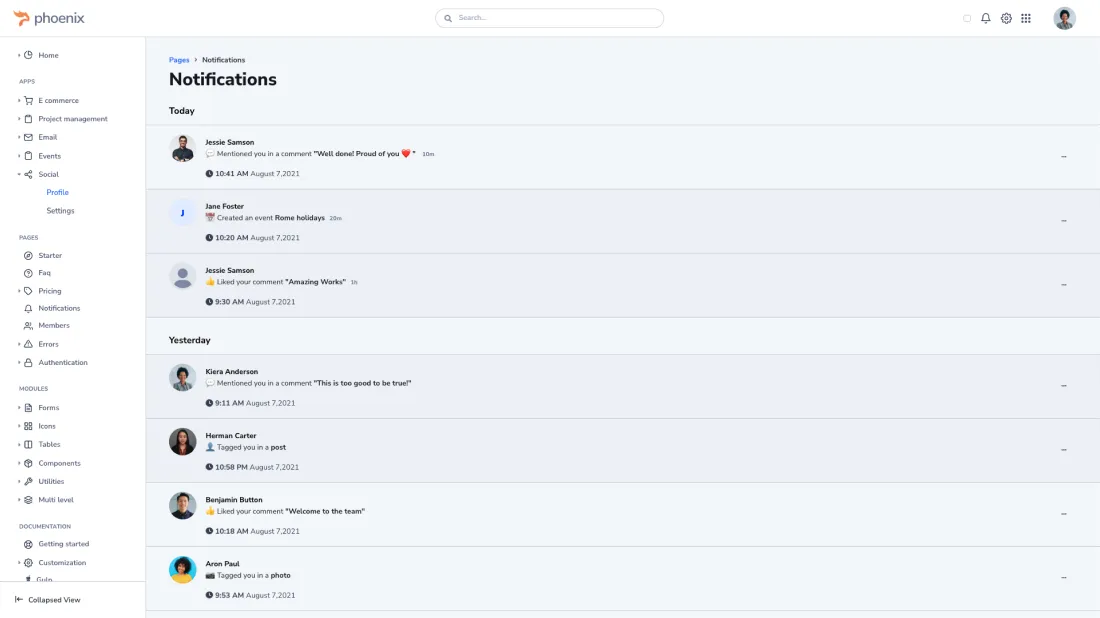 phoenix
Search...
Home
APPS
E commerce
Project management
Email
Events
Social
Profile
Settings
PAGES
Starter
Faq
Pricing
Notifications
Members
Errors
Authentication
MODULES
Forms
Icons
Tables
Components
Utilities
Multi level
DOCUMENTATION
Getting started
Customization
Gulp
Collapsed View
Pages › Notifications
Notifications
Today
Jessie Samson
💬 Mentioned you in a comment "Well done! Proud of you ❤️ " 10m
10:41 AM August 7,2021
J
Jane Foster
📅 Created an event Rome holidays 20m
10:20 AM August 7,2021
Jessie Samson
👍 Liked your comment "Amazing Works" 1h
9:30 AM August 7,2021
Yesterday
Kiera Anderson
💬 Mentioned you in a comment "This is too good to be true!"
9:11 AM August 7,2021
Herman Carter
👤 Tagged you in a post
10:58 PM August 7,2021
Benjamin Button
👍 Liked your comment "Welcome to the team"
10:18 AM August 7,2021
Aron Paul
📷 Tagged you in a photo
9:53 AM August 7,2021